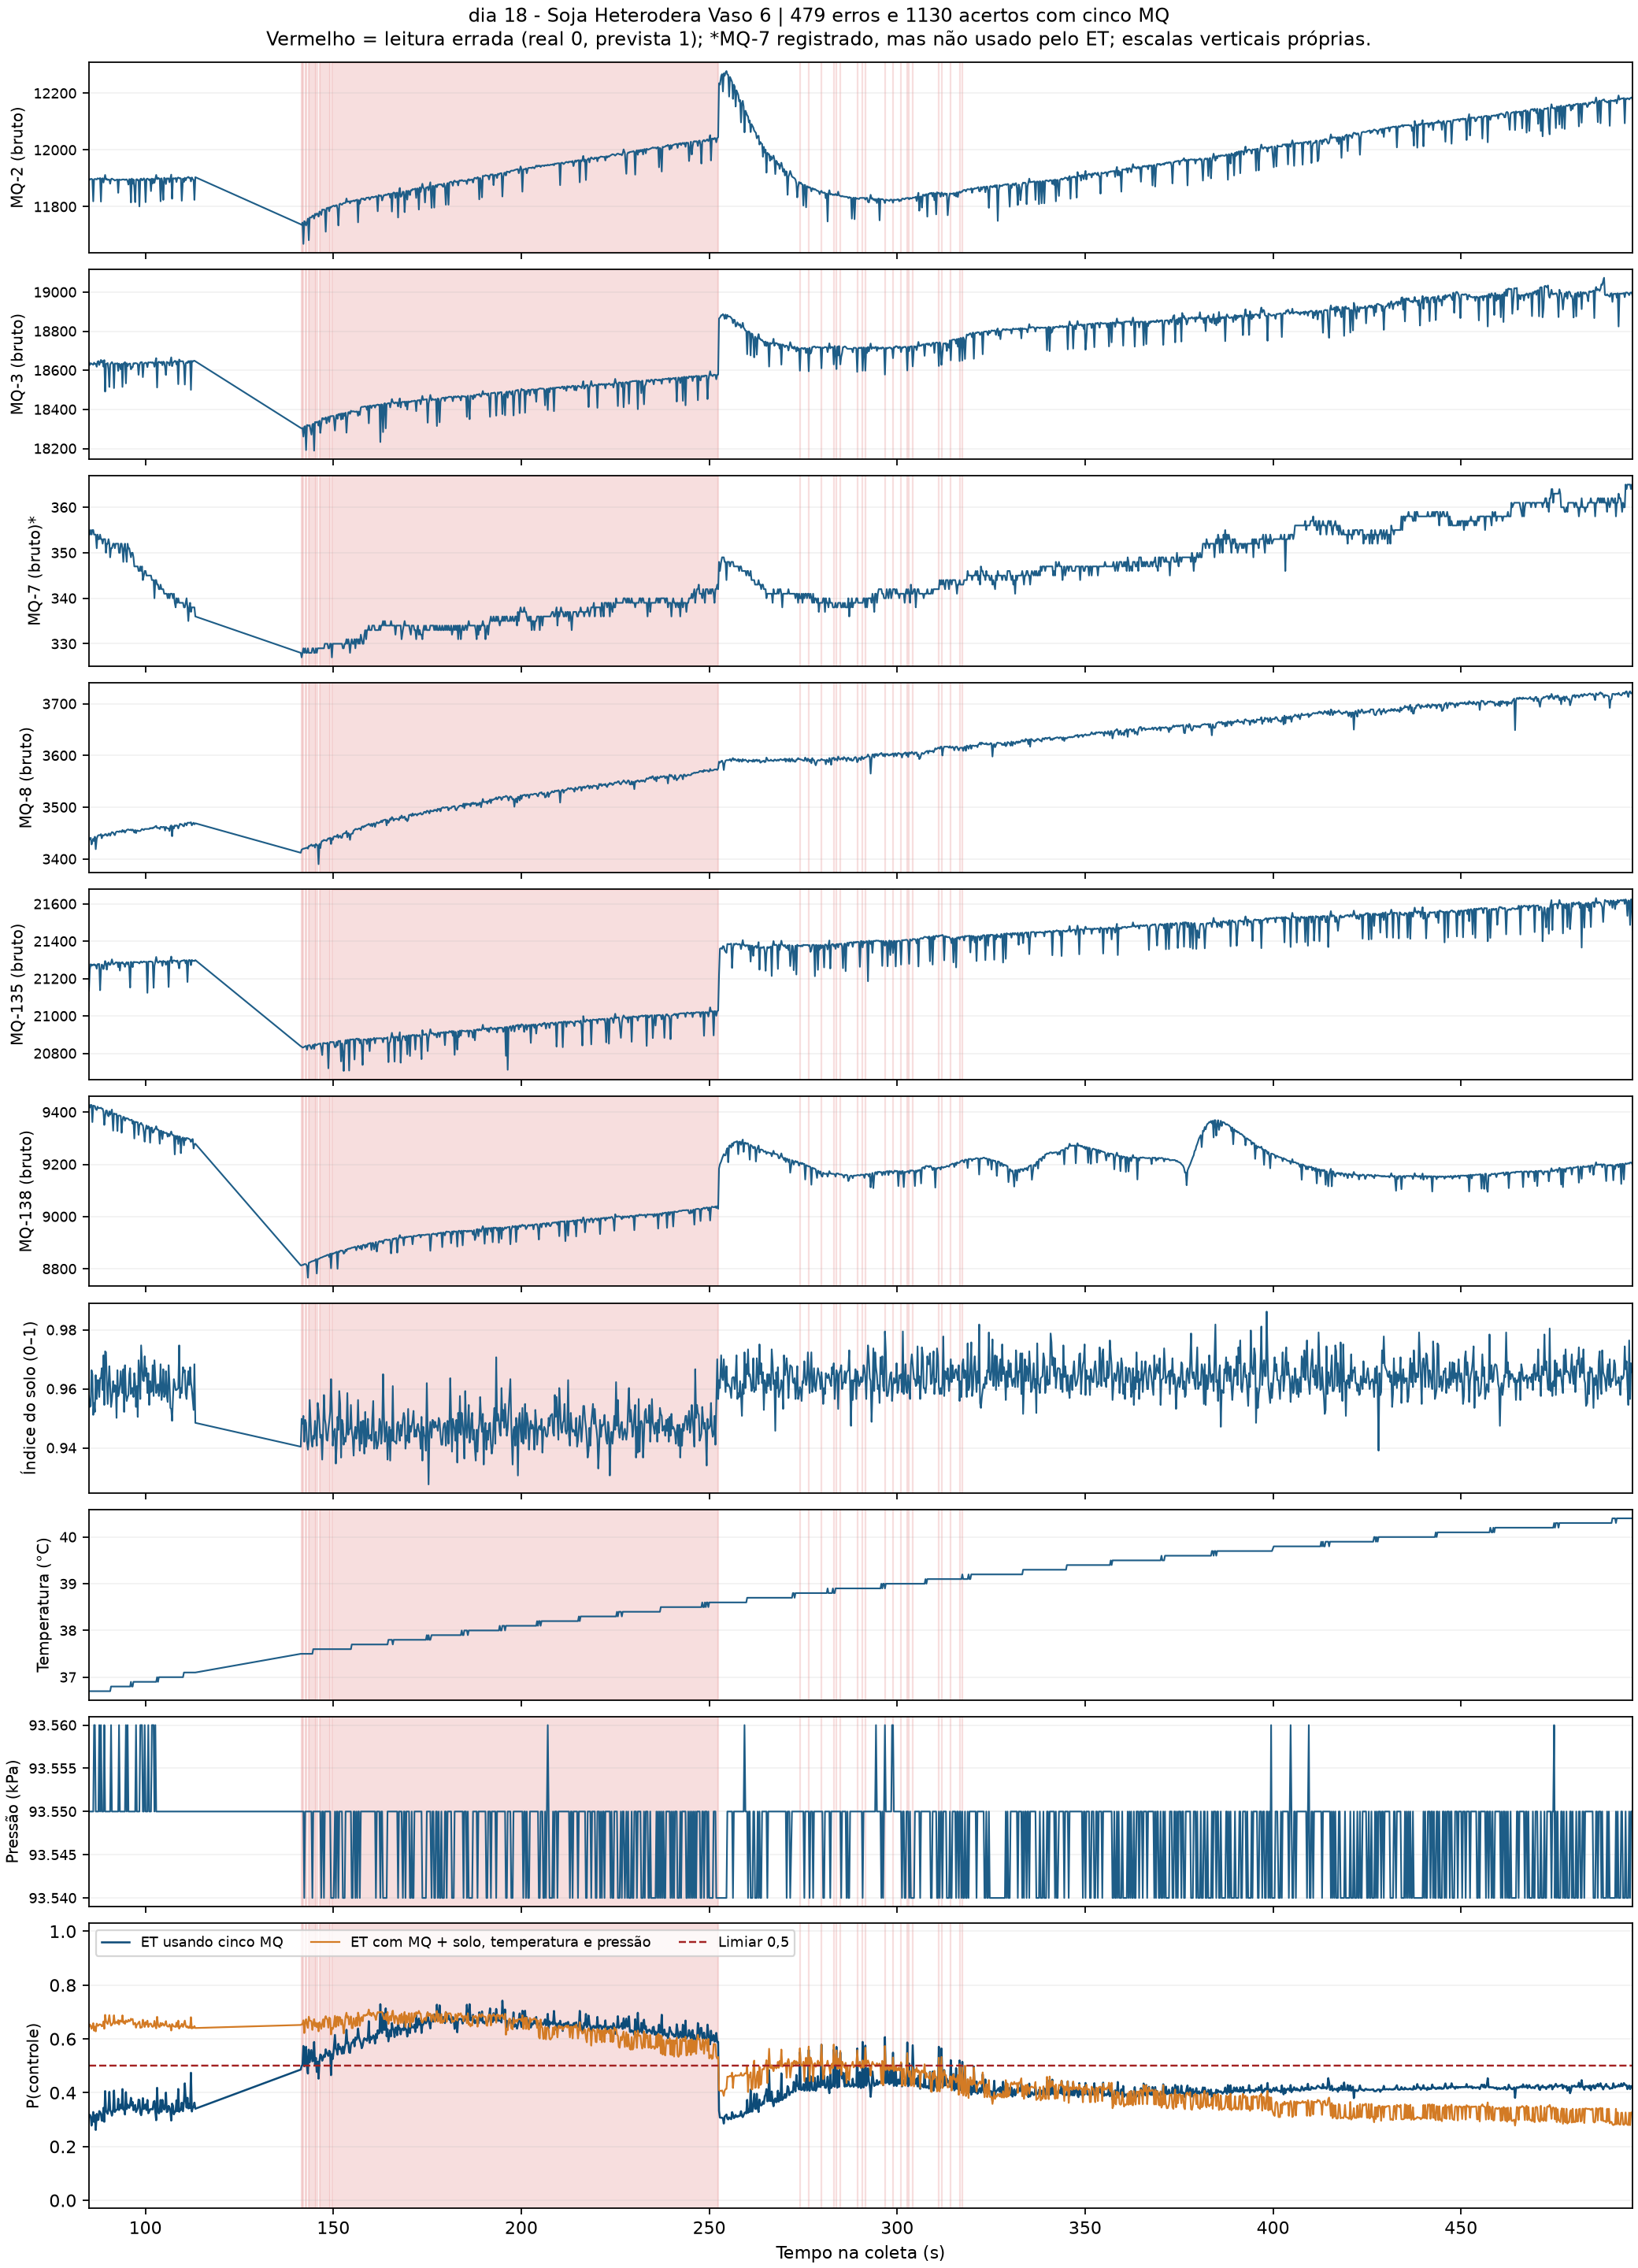 dia 18 - Soja Heterodera Vaso 6 | 479 erros e 1130 acertos com cinco MQ
Vermelho = leitura errada (real 0, prevista 1); *MQ-7 registrado, mas não usado pelo ET; escalas verticais próprias.
MQ-2 (bruto)
12200
12000
11800
MQ-3 (bruto)
19000
18800
18600
18400
18200
MQ-7 (bruto)*
360
350
340
330
MQ-8 (bruto)
3700
3600
3500
3400
MQ-135 (bruto)
21600
21400
21200
21000
20800
MQ-138 (bruto)
9400
9200
9000
8800
Índice do solo (0–1)
0.98
0.96
0.94
Temperatura (°C)
40
39
38
37
Pressão (kPa)
93.560
93.555
93.550
93.545
93.540
P(controle)
1.0
0.8
0.6
0.4
0.2
0.0
ET usando cinco MQ
ET com MQ + solo, temperatura e pressão
Limiar 0,5
100 150 200 250 300 350 400 450
Tempo na coleta (s)